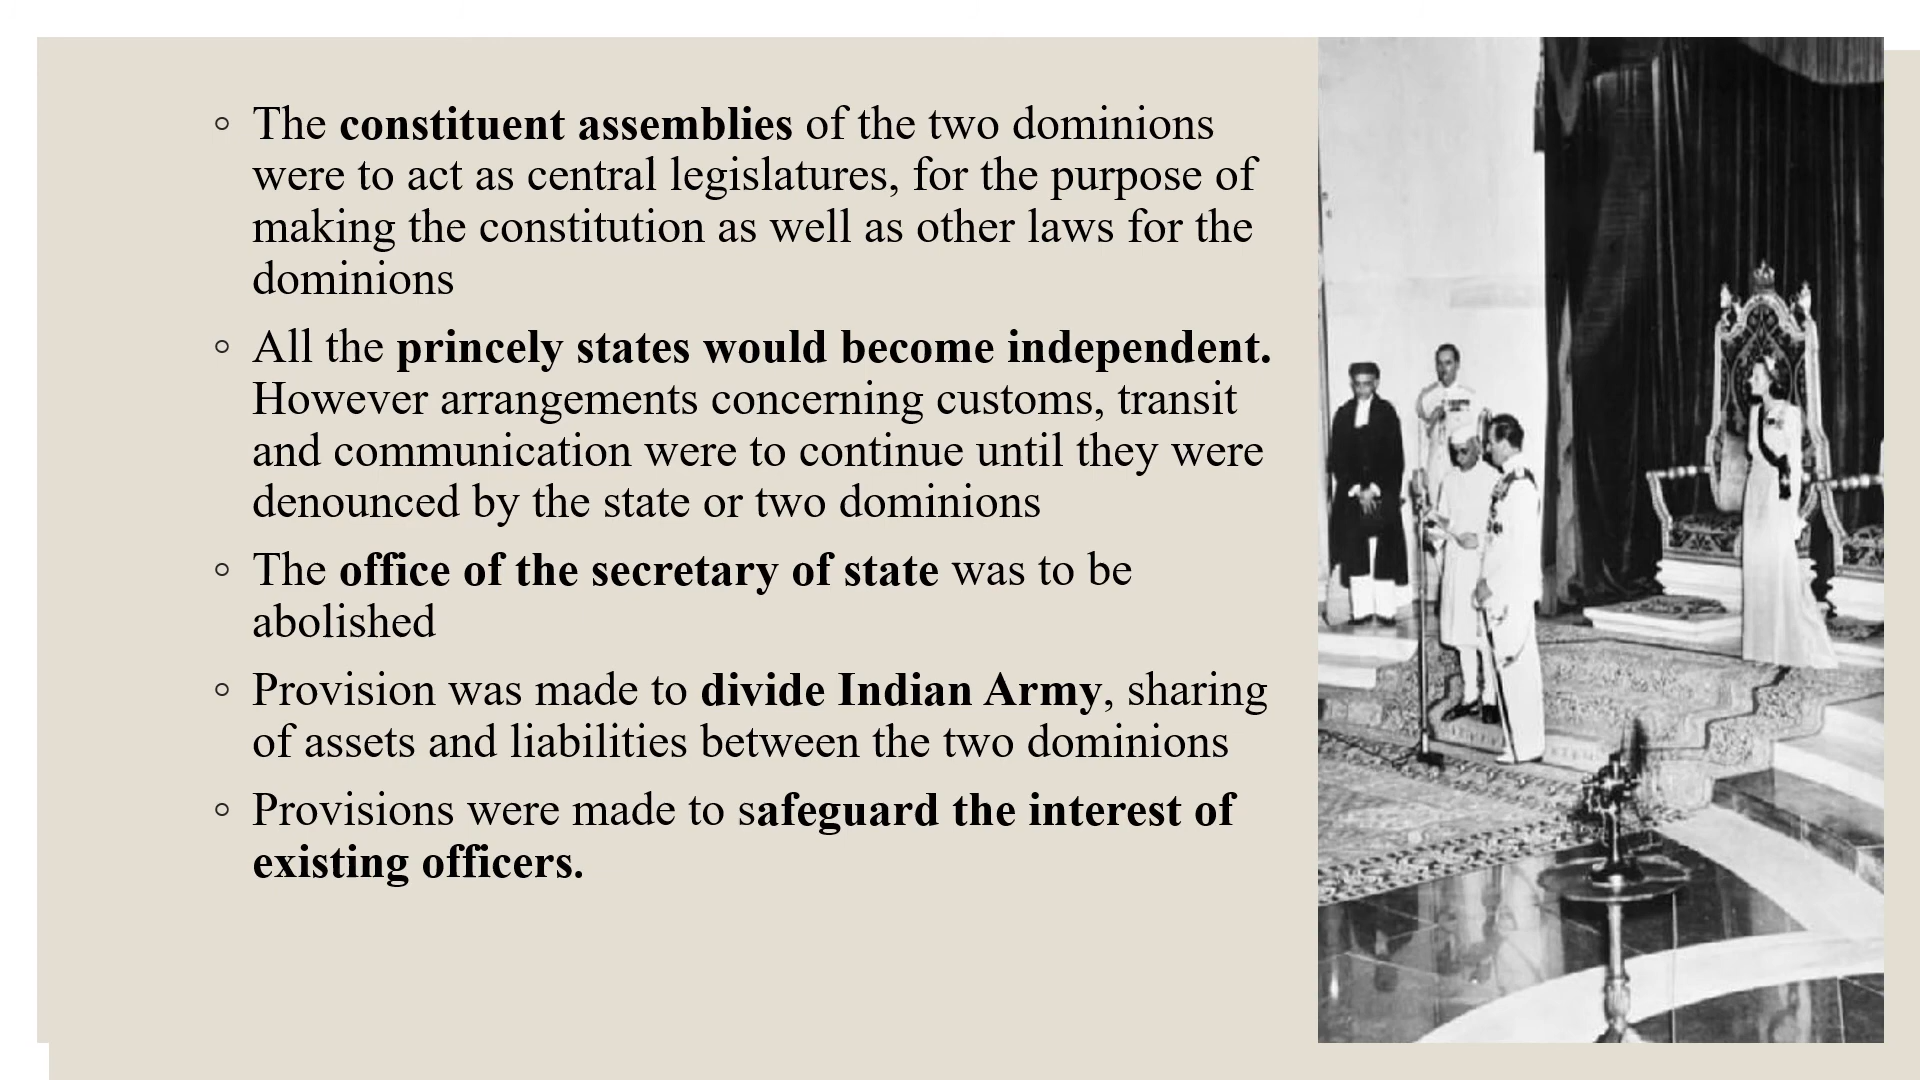 ◦ The constituent assemblies of the two dominions
were to act as central legislatures, for the purpose of
making the constitution as well as other laws for the
dominions
◦ All the princely states would become independent.
However arrangements concerning customs, transit
and communication were to continue until they were
denounced by the state or two dominions
◦ The office of the secretary of state was to be
abolished
◦ Provision was made to divide Indian Army, sharing
of assets and liabilities between the two dominions
◦ Provisions were made to safeguard the interest of
existing officers.